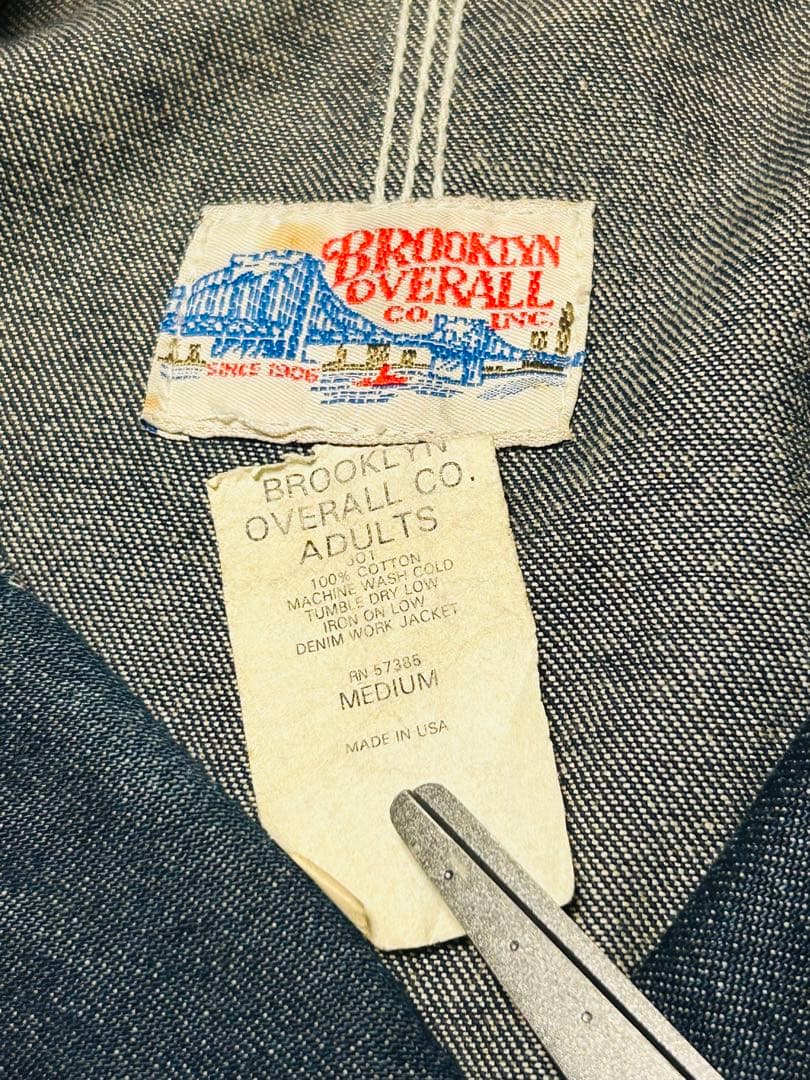 BROOKLYN
OVERALL
CO. INC.
SINCE 1906
BROOKLYN
OVERALL CO.
ADULTS
J01
100% COTTON
MACHINE WASH COLD
TUMBLE DRY LOW
IRON ON LOW
DENIM WORK JACKET
RN 57385
MEDIUM
MADE IN USA